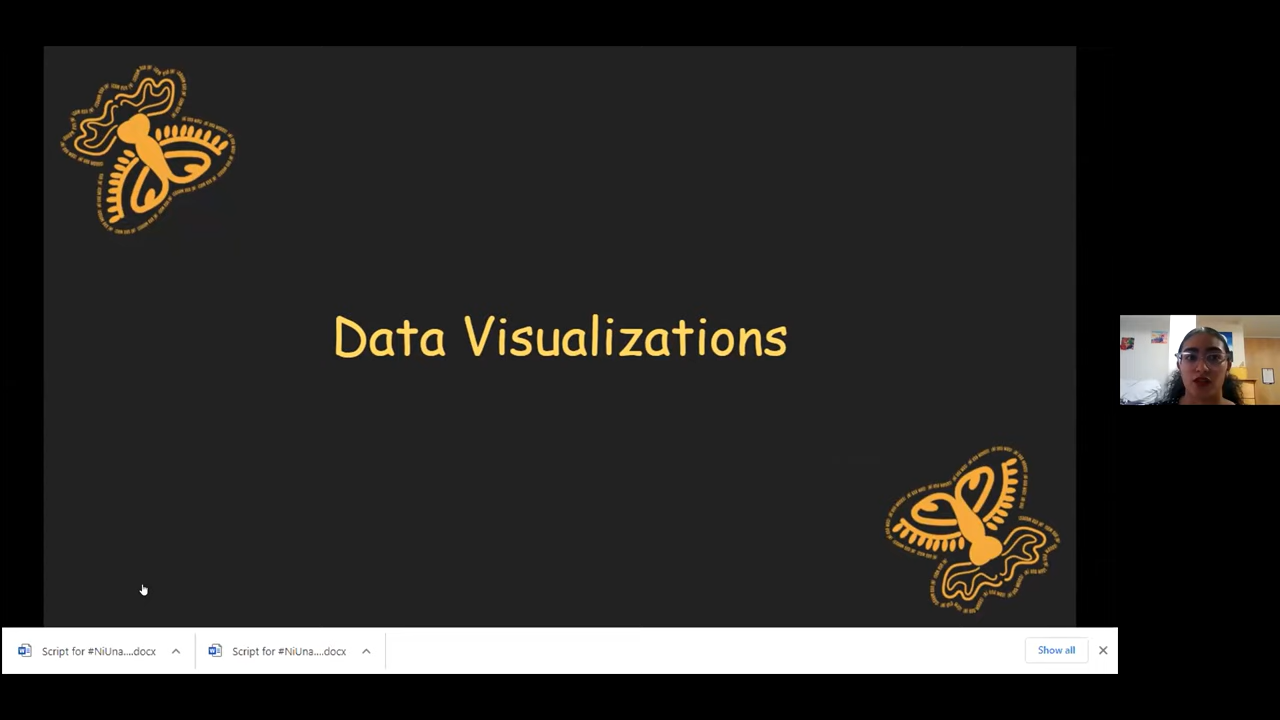 Data Visualizations
Script for #NiUna....docx
Script for #NiUna....docx
Show all